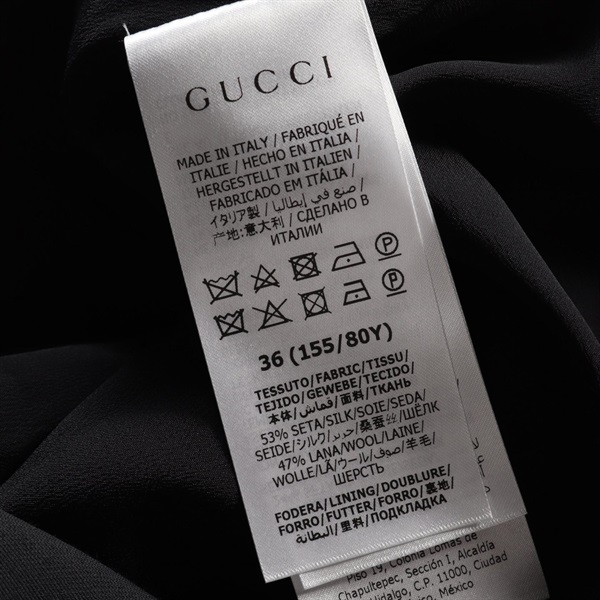 GUCCI
MADE IN ITALY / FABRIQUÉ EN
ITALIE / HECHO EN ITALIA /
HERGESTELLT IN ITALIEN /
FABRICADO EM ITÁLIA /
イタリア製 / صنع في إيطاليا /
产地:意大利 / СДЕЛАНО В
ИТАЛИИ
P
P
36 (155/80Y)
TESSUTO/FABRIC/TISSU/
TEJIDO/GEWEBE/TECIDO/
本体/قماش/面料/ТКАНЬ
53% SETA/SILK/SOIE/SEDA/
SEIDE/シルク/حرير/桑蚕丝/ШЁЛК
47% LANA/WOOL/LAINE/
WOLLE/LÃ/ウール/صوف/羊毛/
ШЕРСТЬ
FODERA/LINING/DOUBLURE/
FORRO/FUTTER/FORRO/裏地/
البطانة/里料/ПОДКЛАДКА
Piso 19, Colonia Lomas de
Chapultepec, Sección, Alcaldía
Hidalgo, C.P. 11000, Ciudad
México